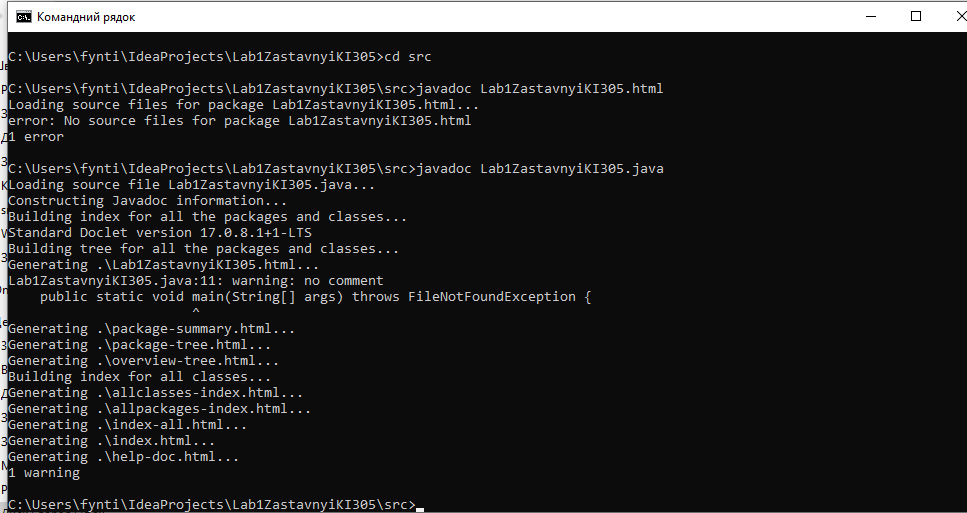 Командний рядок
C:\Users\fynti\IdeaProjects\Lab1ZastavnyiKI305>cd src
C:\Users\fynti\IdeaProjects\Lab1ZastavnyiKI305\src>javadoc Lab1ZastavnyiKI305.html
Loading source files for package Lab1ZastavnyiKI305.html...
error: No source files for package Lab1ZastavnyiKI305.html
1 error
C:\Users\fynti\IdeaProjects\Lab1ZastavnyiKI305\src>javadoc Lab1ZastavnyiKI305.java
Loading source file Lab1ZastavnyiKI305.java...
Constructing Javadoc information...
Building index for all the packages and classes...
Standard Doclet version 17.0.8.1+1-LTS
Building tree for all the packages and classes...
Generating .\Lab1ZastavnyiKI305.html...
Lab1ZastavnyiKI305.java:11: warning: no comment
    public static void main(String[] args) throws FileNotFoundException {
                       ^
Generating .\package-summary.html...
Generating .\package-tree.html...
Generating .\overview-tree.html...
Building index for all classes...
Generating .\allclasses-index.html...
Generating .\allpackages-index.html...
Generating .\index-all.html...
Generating .\index.html...
Generating .\help-doc.html...
1 warning
C:\Users\fynti\IdeaProjects\Lab1ZastavnyiKI305\src>